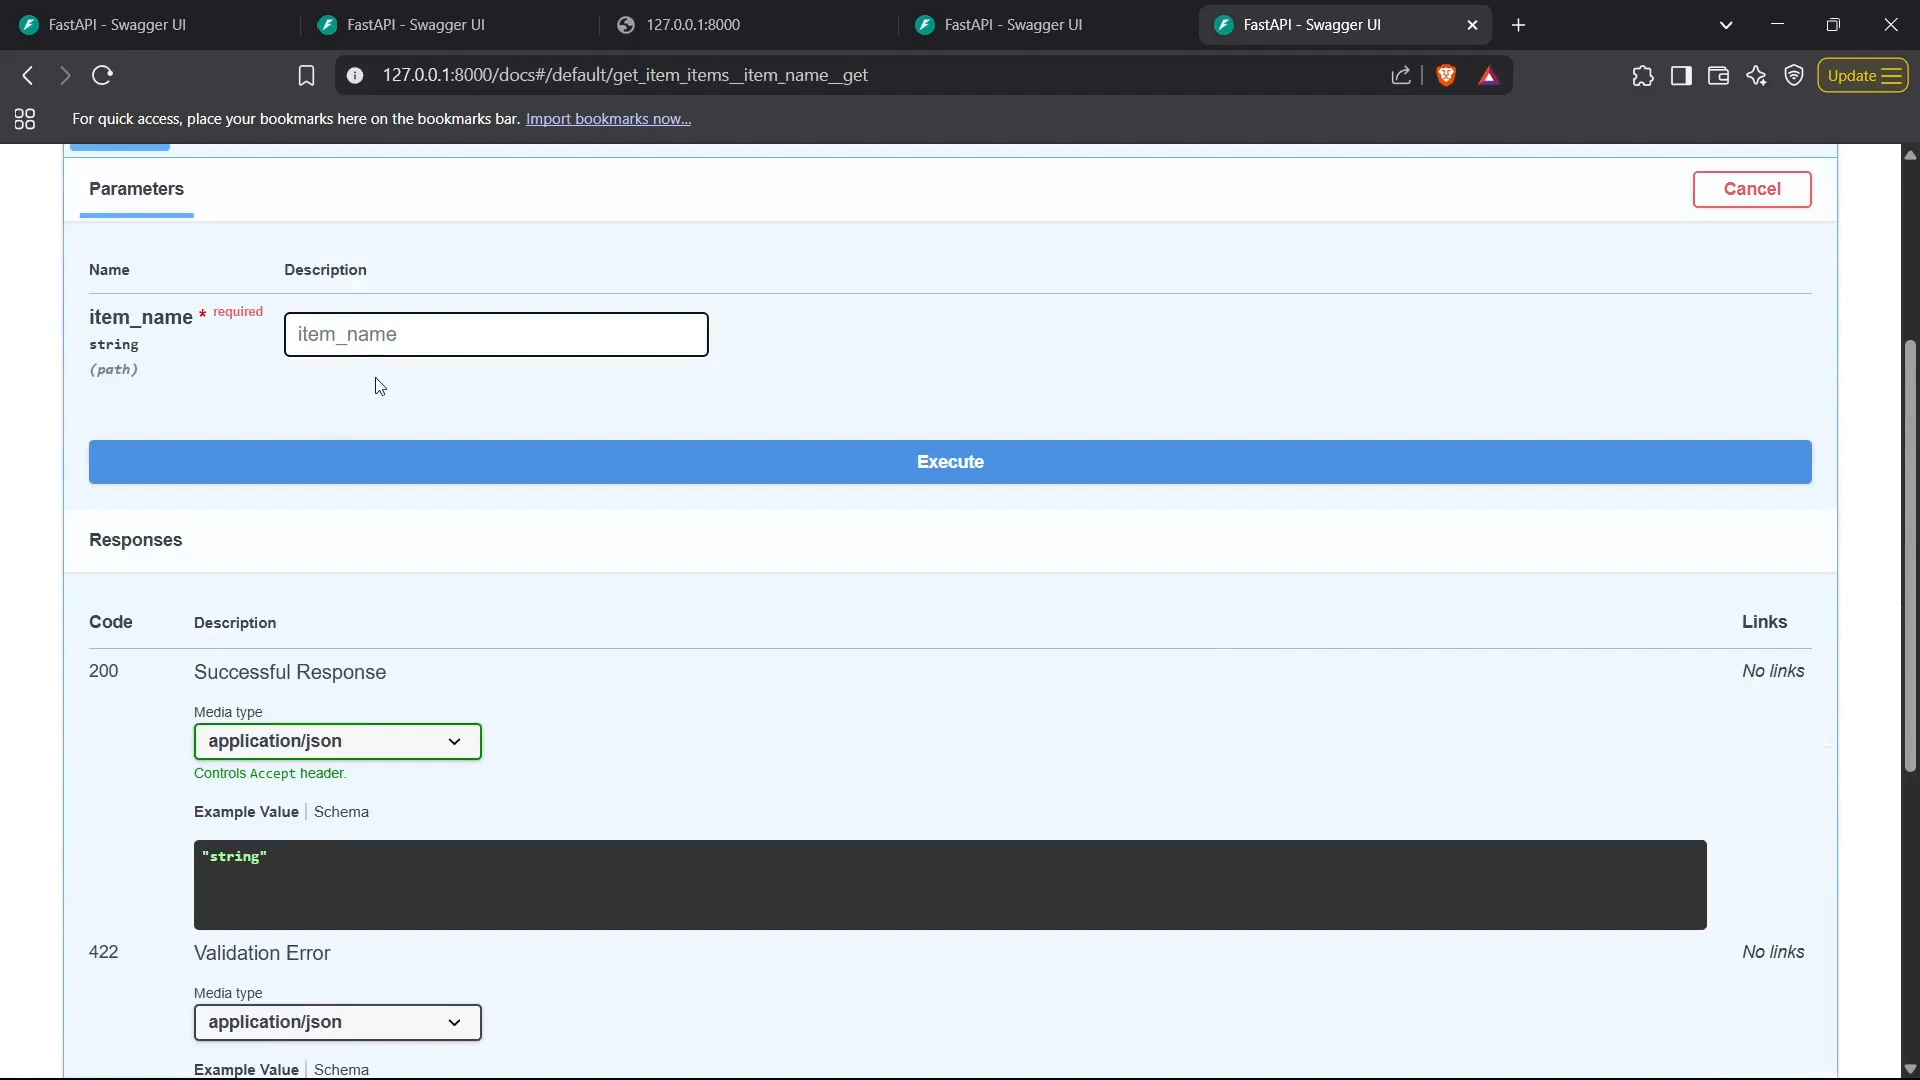 FastAPI - Swagger UI
FastAPI - Swagger UI
127.0.0.1:8000
FastAPI - Swagger UI
FastAPI - Swagger UI
127.0.0.1:8000/docs#/default/get_item_items__item_name__get
Update
For quick access, place your bookmarks here on the bookmarks bar. Import bookmarks now...
Parameters
Cancel
Name Description
item_name * required
string
(path)
item_name
Execute
Responses
Code Description Links
200 Successful Response No links
Media type
application/json
Controls Accept header.
Example Value Schema
"string"
422 Validation Error No links
Media type
application/json
Example Value Schema